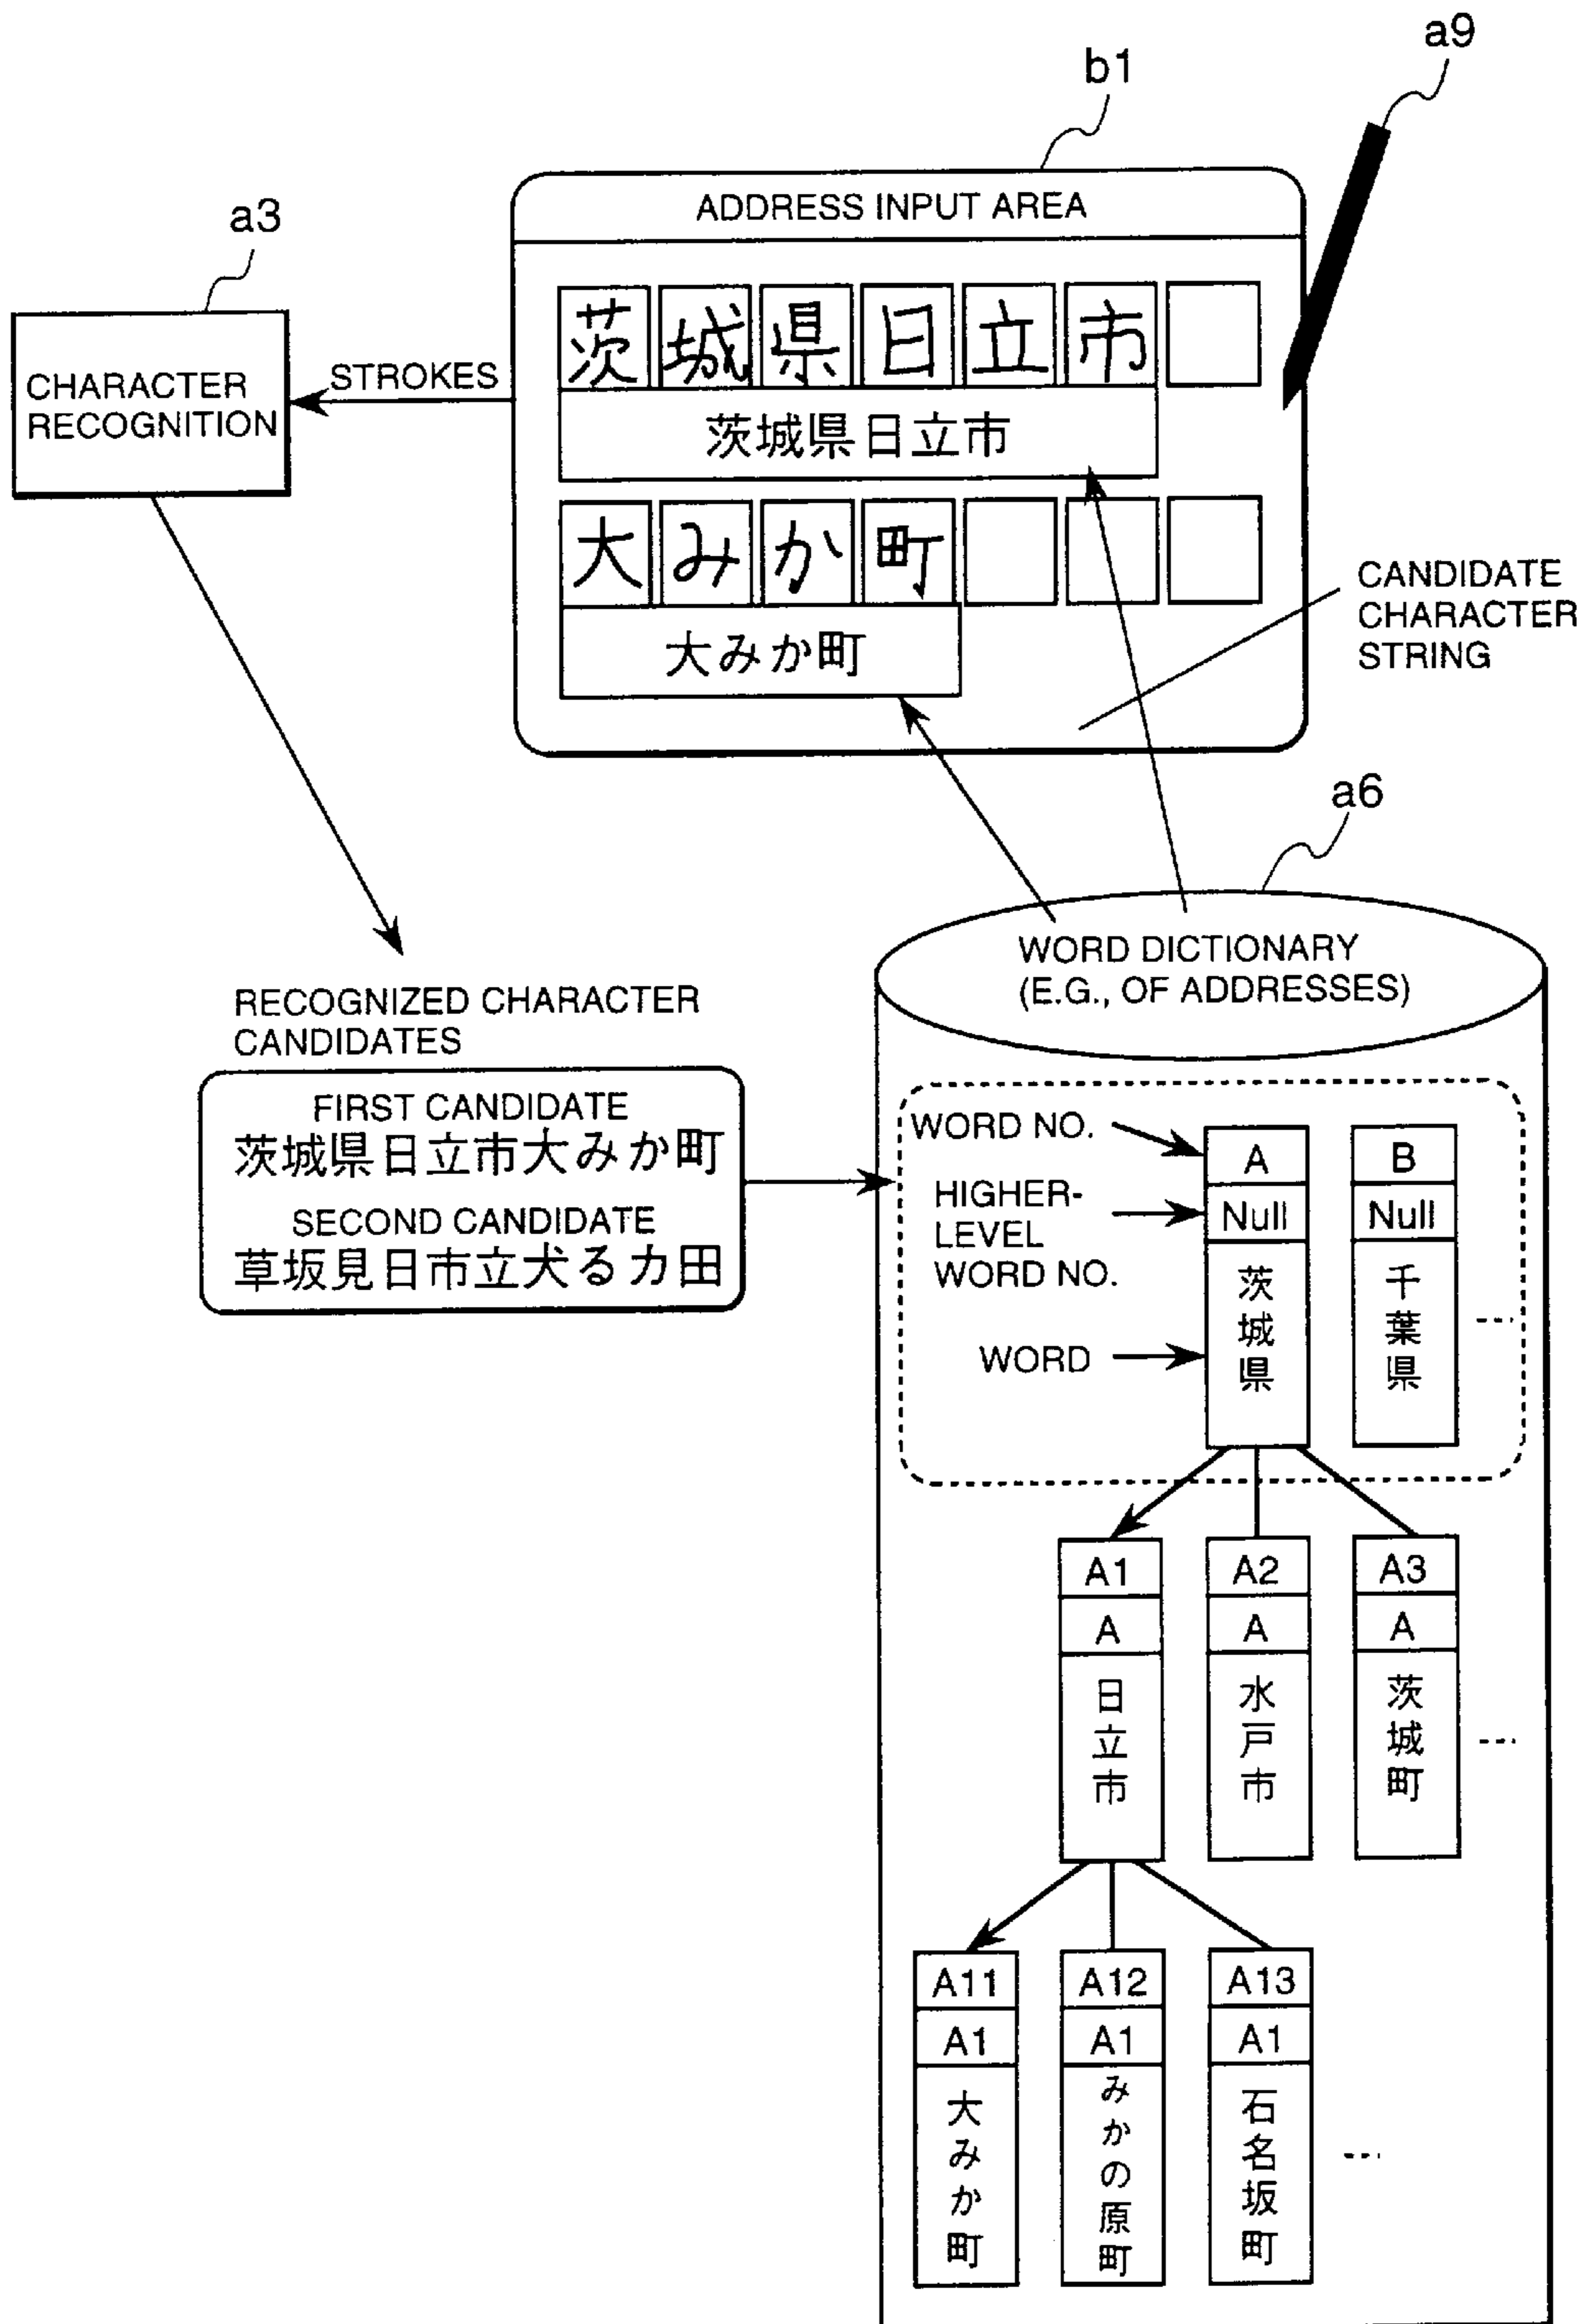 a9
b1
ADDRESS INPUT AREA
a3
茨城県日立市
CHARACTER
RECOGNITION
STROKES
茨城県日立市
大みか町
大みか町
CANDIDATE
CHARACTER
STRING
a6
WORD DICTIONARY
(E.G., OF ADDRESSES)
RECOGNIZED CHARACTER
CANDIDATES
FIRST CANDIDATE
茨城県日立市大みか町
SECOND CANDIDATE
草坂見日市立犬るカ田
WORD NO.
HIGHER-
LEVEL
WORD NO.
WORD
A
Null
茨城県
B
Null
千葉県
A1
A
日立市
A2
A
水戸市
A3
A
茨城町
A11
A1
大みか町
A12
A1
みかの原町
A13
A1
石名坂町